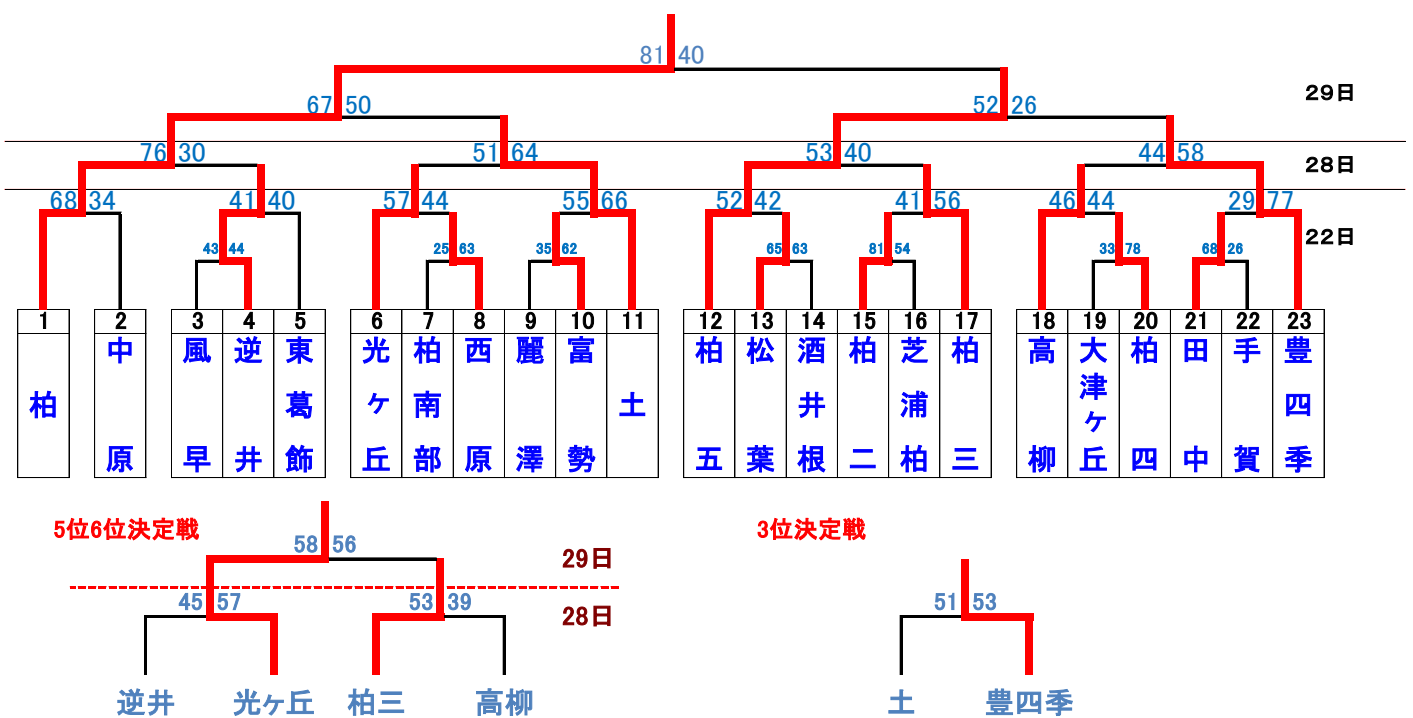 81 40
29日
67 50 52 26
76 30 51 64 53 40 44 58
28日
68 34 41 40 57 44 55 66 52 42 41 56 46 44 29 77
22日
43 44 25 63 35 62 65 63 81 54 33 78 68 26
1 2 3 4 5 6 7 8 9 10 11 12 13 14 15 16 17 18 19 20 21 22 23
柏
中原
風早
逆井
東葛飾
光ヶ丘
柏南部
西原
麗澤
富勢
土
柏五
松葉
酒井根
柏二
芝浦柏
柏三
高柳
大津ヶ丘
柏四
田中
手賀
豊四季
5位6位決定戦
58 56
29日
45 57 53 39
28日
逆井 光ヶ丘 柏三 高柳
3位決定戦
51 53
土 豊四季